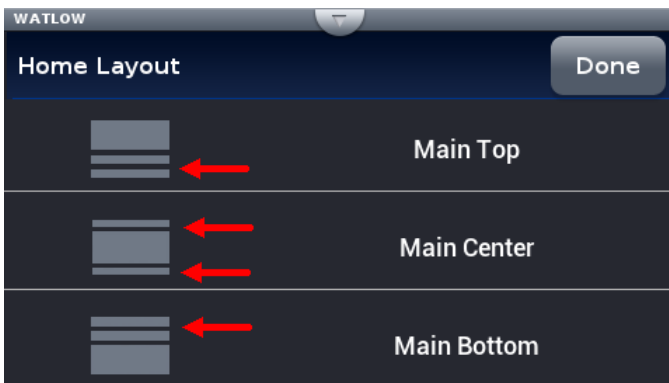 WATLOW
Home Layout
Done
Main Top
Main Center
Main Bottom